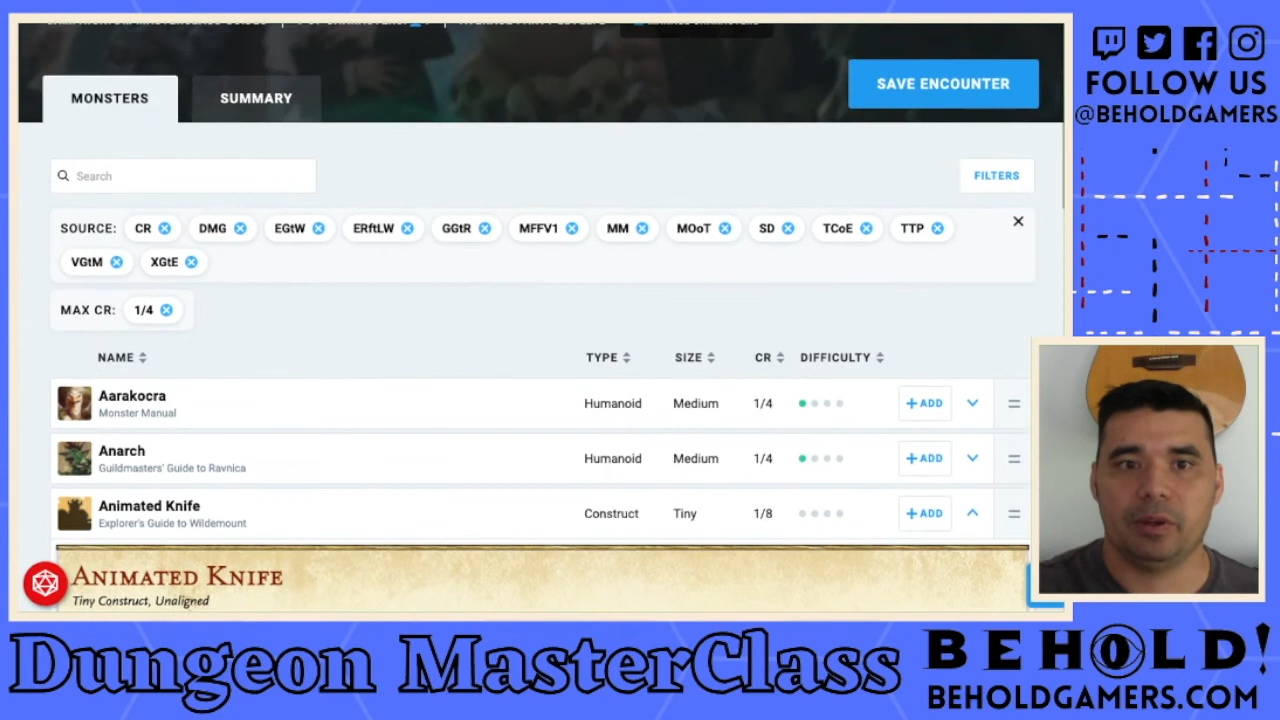 MONSTERS
SUMMARY
SAVE ENCOUNTER
Search
FILTERS
SOURCE: CR DMG EGtW ERftLW GGtR MFFV1 MM MOoT SD TCoE TTP
VGtM XGtE
MAX CR: 1/4
NAME TYPE SIZE CR DIFFICULTY
Aarakocra
Monster Manual
Humanoid Medium 1/4 +ADD
Anarch
Guildmasters' Guide to Ravnica
Humanoid Medium 1/4 +ADD
Animated Knife
Explorer's Guide to Wildemount
Construct Tiny 1/8 +ADD
ANIMATED KNIFE
Tiny Construct, Unaligned
FOLLOW US
@BEHOLDGAMERS
Dungeon MasterClass
BEHOLD!
BEHOLDGAMERS.COM